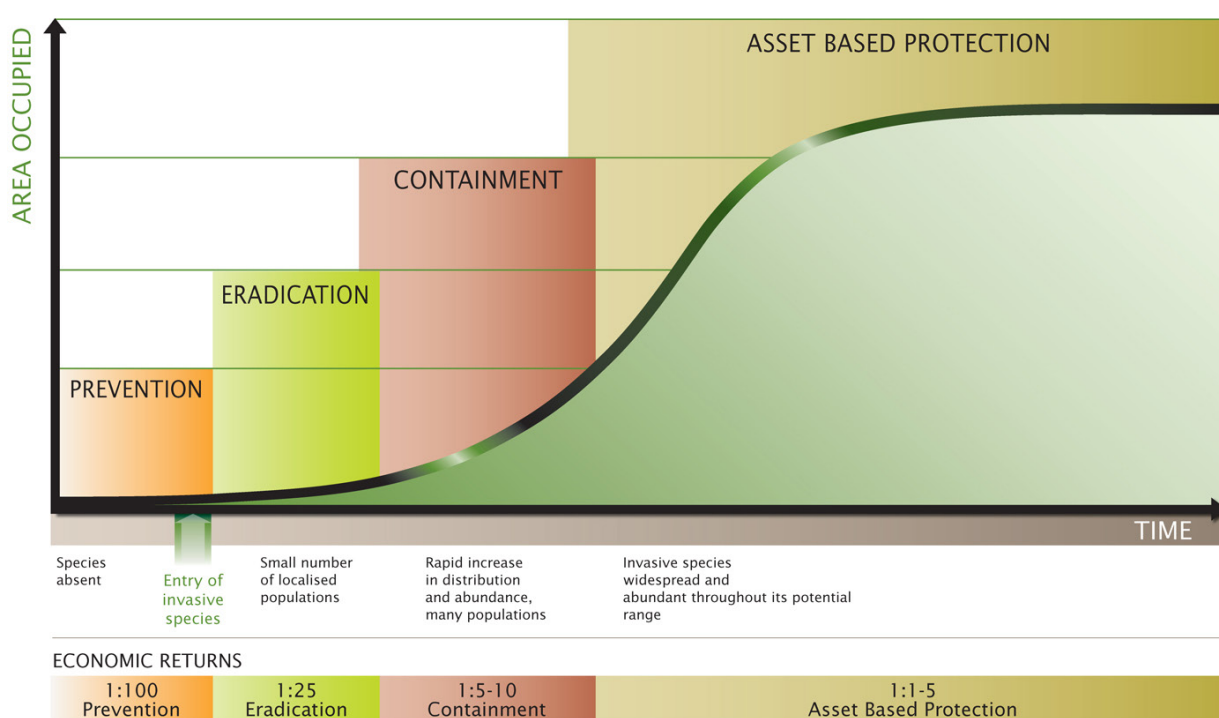 AREA OCCUPIED
ASSET BASED PROTECTION
CONTAINMENT
ERADICATION
PREVENTION
TIME
Species
absent
Entry of
invasive
species
Small number
of localised
populations
Rapid increase
in distribution
and abundance,
many populations
Invasive species
widespread and
abundant throughout its potential
range
ECONOMIC RETURNS
1:100
Prevention
1:25
Eradication
1:5-10
Containment
1:1-5
Asset Based Protection